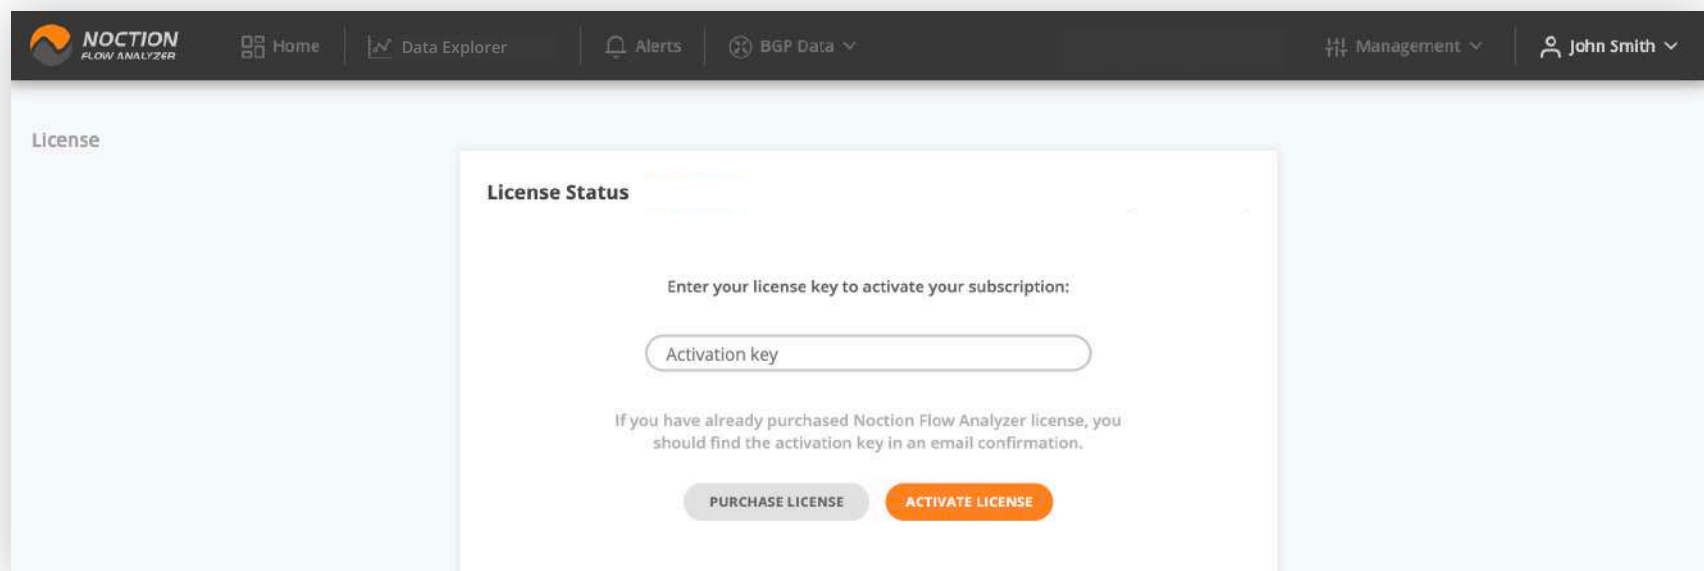 NOCTION
FLOW ANALYZER
Home
Data Explorer
Alerts
BGP Data
Management
John Smith
License
License Status
Enter your license key to activate your subscription:
Activation key
If you have already purchased Noction Flow Analyzer license, you
should find the activation key in an email confirmation.
PURCHASE LICENSE
ACTIVATE LICENSE